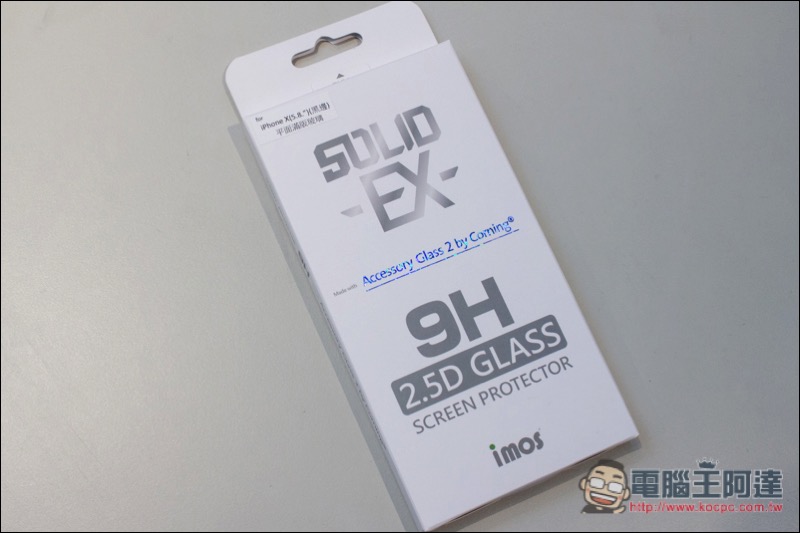 for
iPhone X(5.8.")(黑邊)
平面滿版玻璃
SOLID
-EX-
Made with
Accessory Glass 2 by Corning®
9H
2.5D GLASS
SCREEN PROTECTOR
imos
電腦王阿達
http://www.kocpc.com.tw